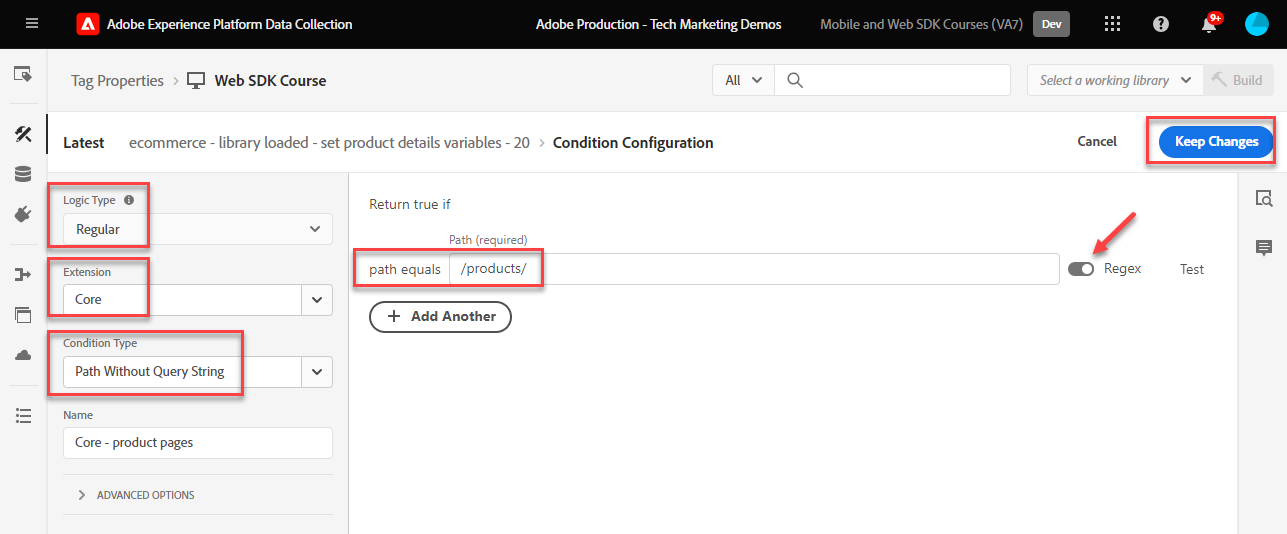 Adobe Experience Platform Data Collection
Adobe Production - Tech Marketing Demos
Mobile and Web SDK Courses (VA7)
Dev
9+
Tag Properties > Web SDK Course
All
Select a working library
Build
Latest
ecommerce - library loaded - set product details variables - 20 > Condition Configuration
Cancel
Keep Changes
Logic Type
Regular
Extension
Core
Condition Type
Path Without Query String
Name
Core - product pages
ADVANCED OPTIONS
Return true if
Path (required)
path equals
/products/
Regex
Test
Add Another